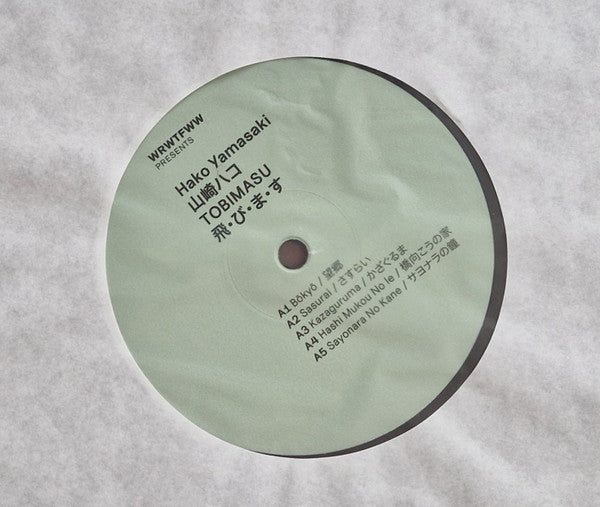 WRWTFWW
PRESENTS
Hako Yamasaki
山崎ハコ
TOBIMASU
飛・び・ま・す
A1 Bōkyō / 望郷
A2 Sasurai / さすらい
A3 Kazaguruma / かざぐるま
A4 Hashi Mukou No Ie / 橋向こうの家
A5 Sayonara No Kane / サヨナラの鐘